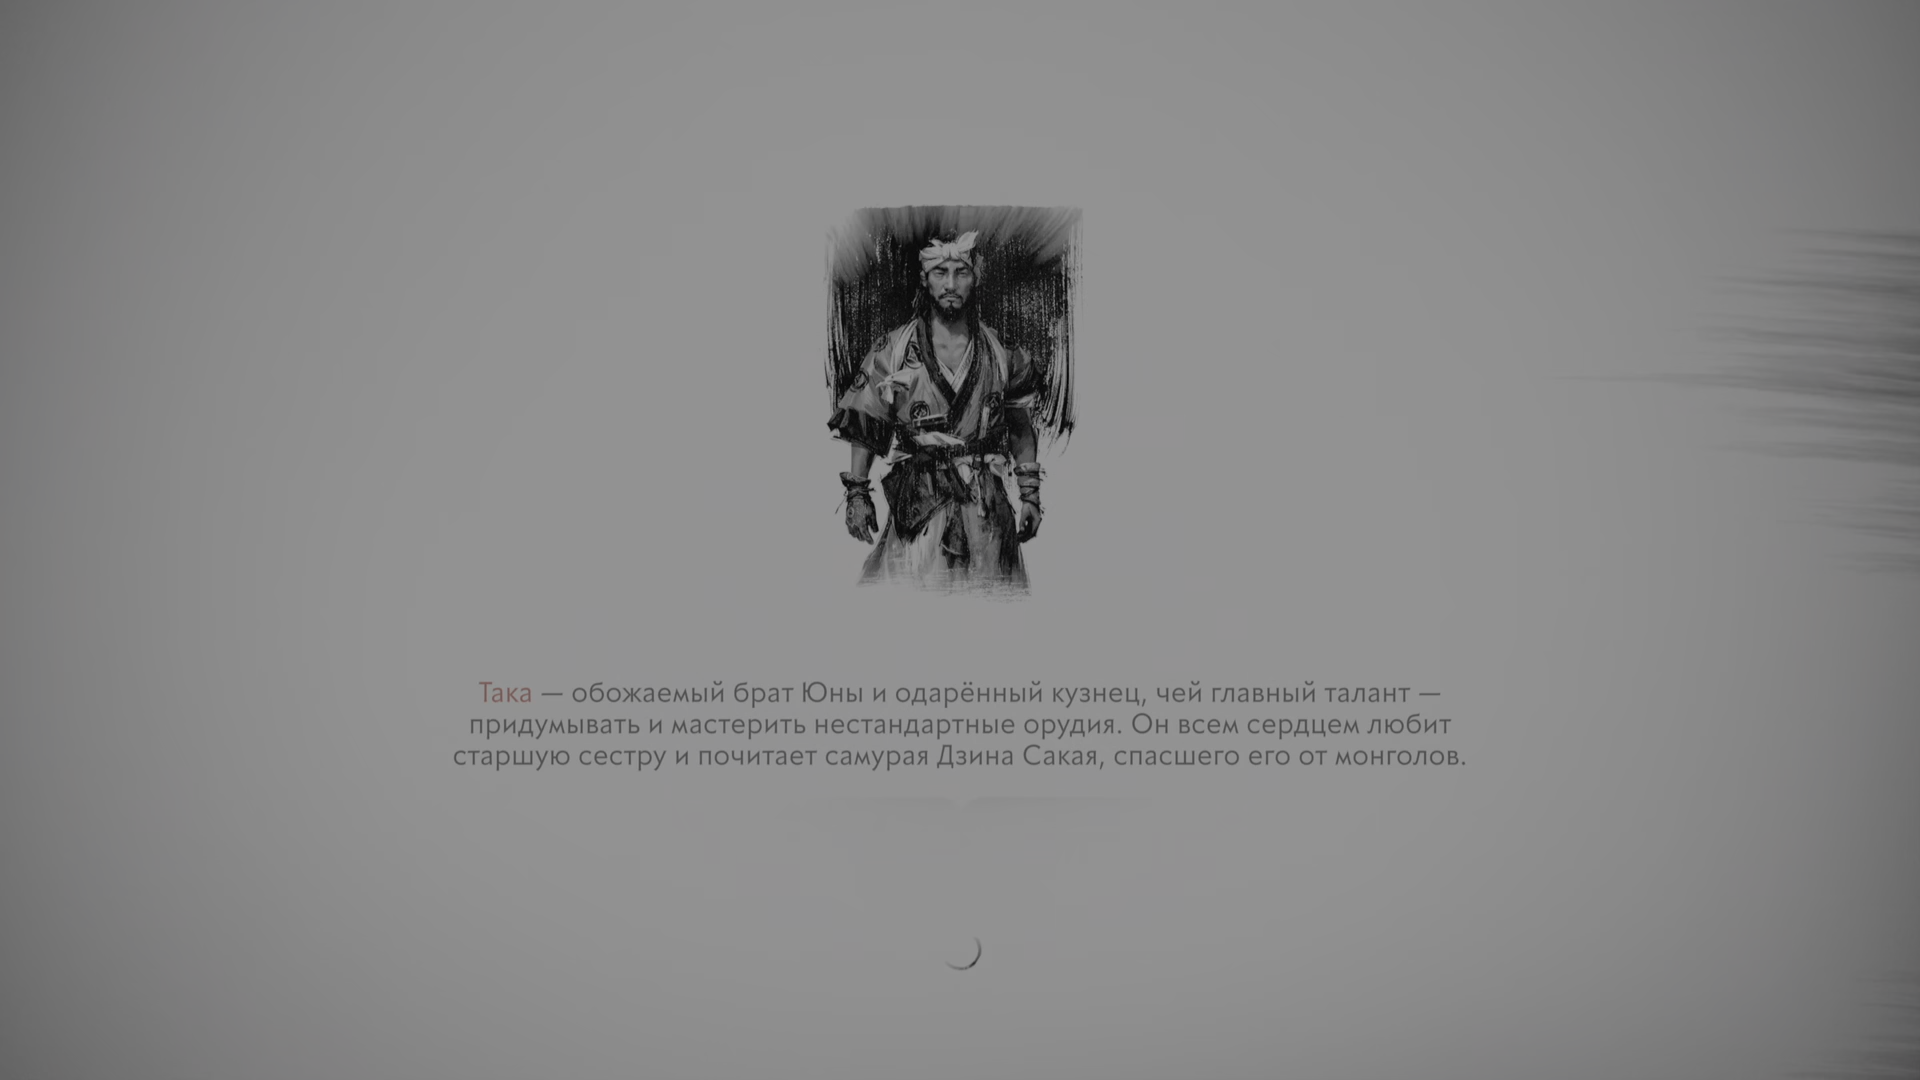 Така — обожаемый брат Юны и одарённый кузнец, чей главный талант —
придумывать и мастерить нестандартные орудия. Он всем сердцем любит
старшую сестру и почитает самурая Дзина Сакая, спасшего его от монголов.